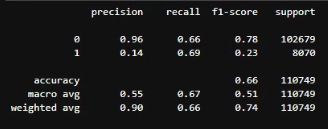 precision recall f1-score support
0 0.96 0.66 0.78 102679
1 0.14 0.69 0.23 8070
accuracy 0.66 110749
macro avg 0.55 0.67 0.51 110749
weighted avg 0.90 0.66 0.74 110749